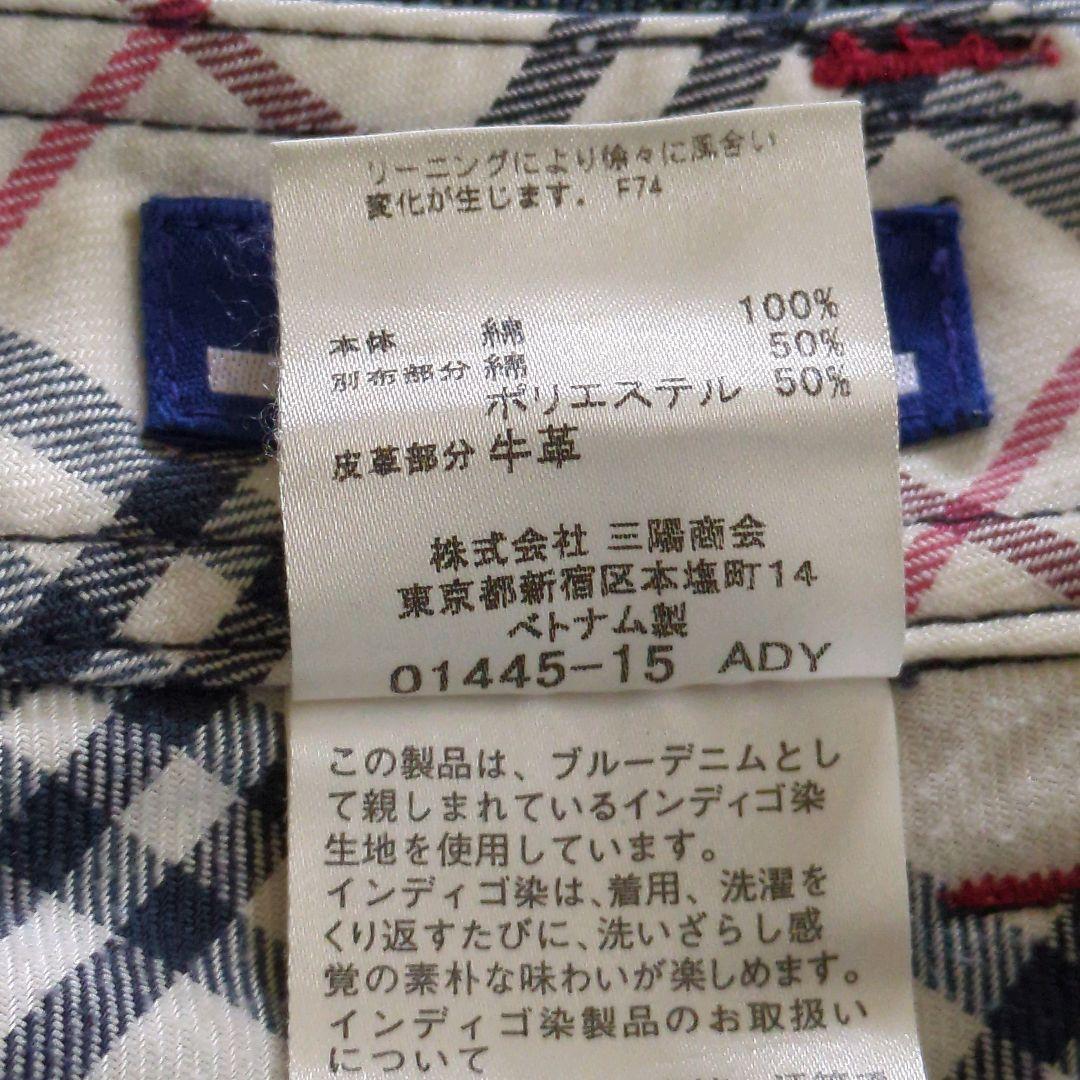 リーニングにより徐々に風合い
変化が生じます。 F74
本体 綿 100%
別布部分 綿 50%
ポリエステル 50%
皮革部分 牛革
株式会社 三陽商会
東京都新宿区本塩町14
ベトナム製
01445-15 ADY
この製品は、ブルーデニムとし
て親しまれているインディゴ染
生地を使用しています。
インディゴ染は、着用、洗濯を
くり返すたびに、洗いざらし感
覚の素朴な味わいが楽しめます。
インディゴ染製品のお取扱い
について